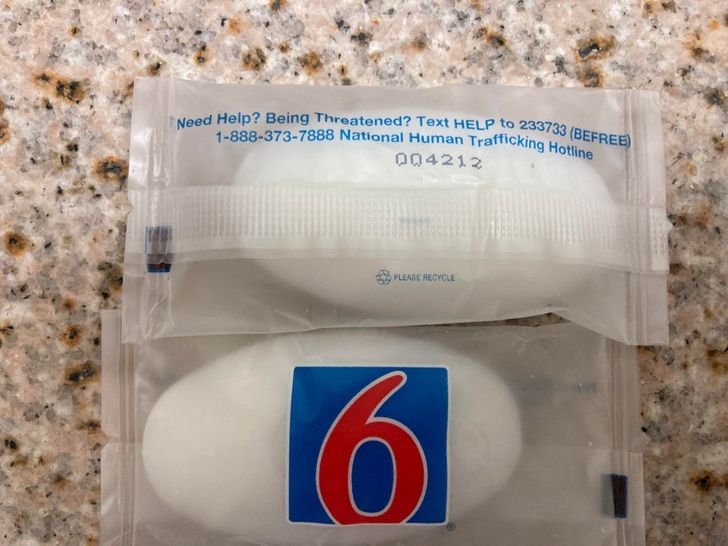 Need Help? Being Threatened? Text HELP to 233733 (BEFREE)
1-888-373-7888 National Human Trafficking Hotline
004212
PLEASE RECYCLE
6
®